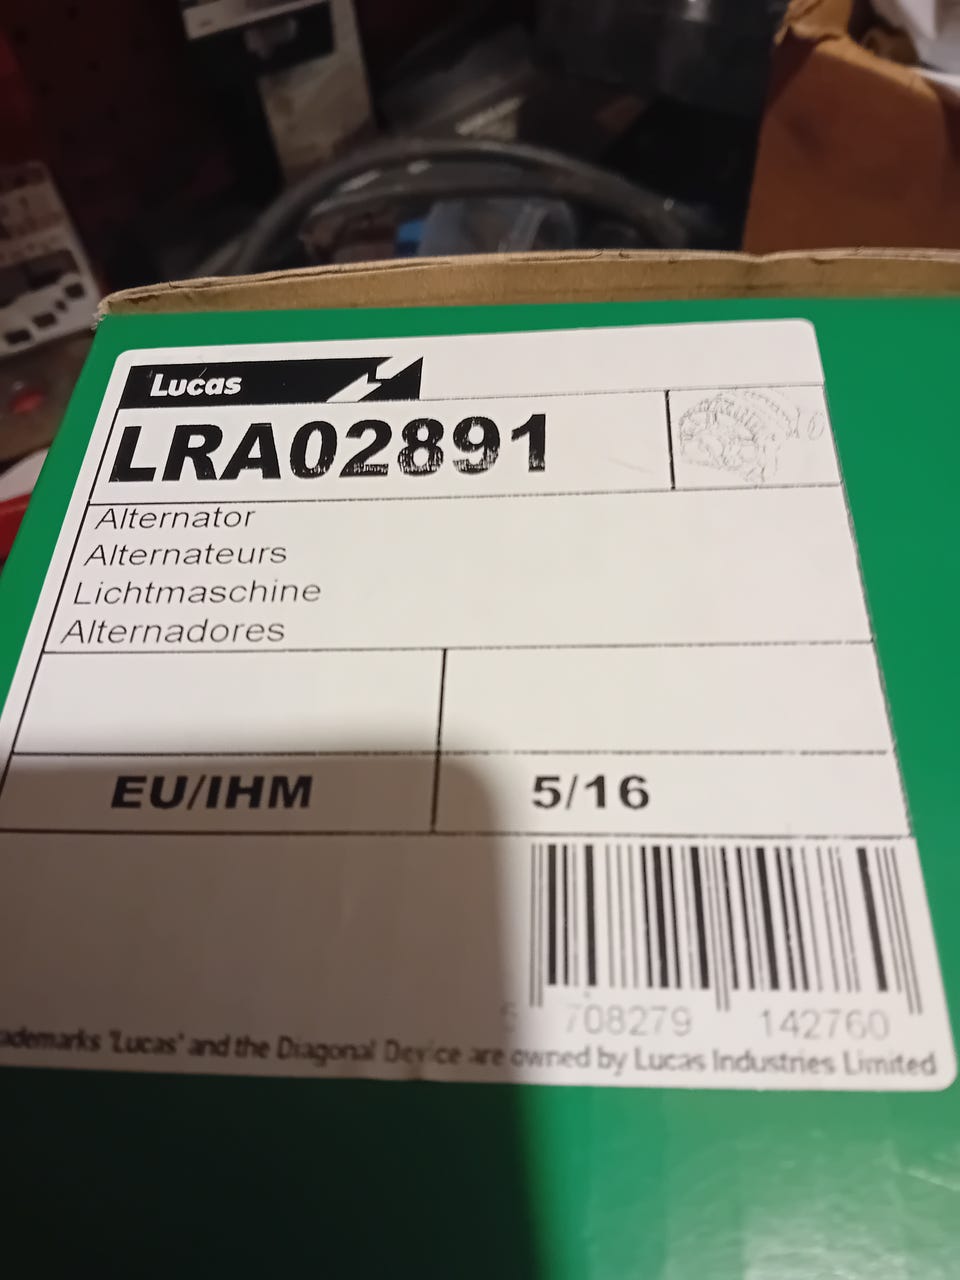 Lucas
LRA02891
Alternator
Alternateurs
Lichtmaschine
Alternadores
EU/IHM
5/16
5 708279 142760
'Lucas' and the Diagonal Device are owned by Lucas Industries Limited